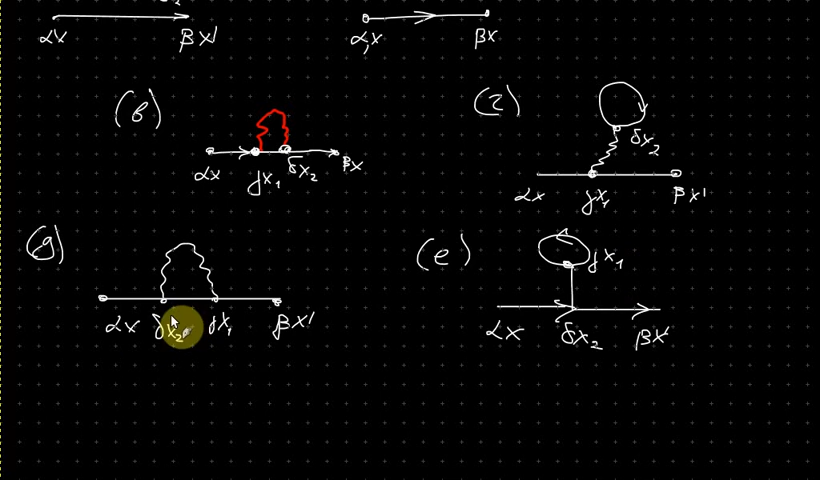 αx βx'
α,x βx
(в) (г)
αx γx₁ δx₂ βx
δx₂
αx γx₁ βx'
(д) (е)
γx₁
αx δx₂ γx₁ βx'
αx δx₂ βx'